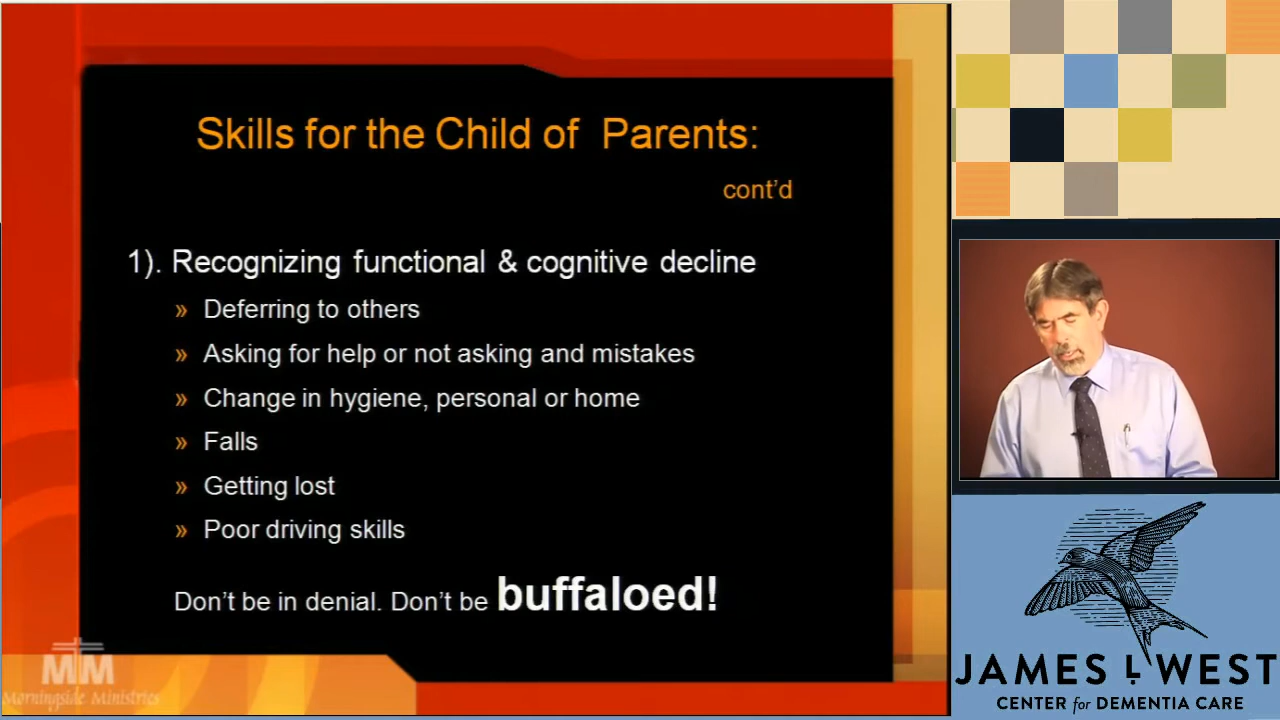 Skills for the Child of Parents:
cont'd
1). Recognizing functional & cognitive decline
» Deferring to others
» Asking for help or not asking and mistakes
» Change in hygiene, personal or home
» Falls
» Getting lost
» Poor driving skills
Don't be in denial. Don't be buffaloed!
MM
Morningside Ministries
JAMES L WEST
CENTER for DEMENTIA CARE